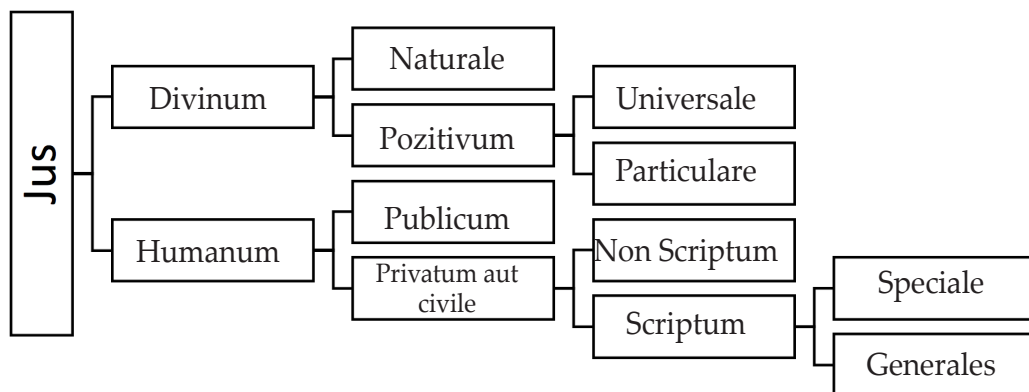 Jus
Divinum
Naturale
Pozitivum
Universale
Particulare
Humanum
Publicum
Privatum aut
civile
Non Scriptum
Scriptum
Speciale
Generales